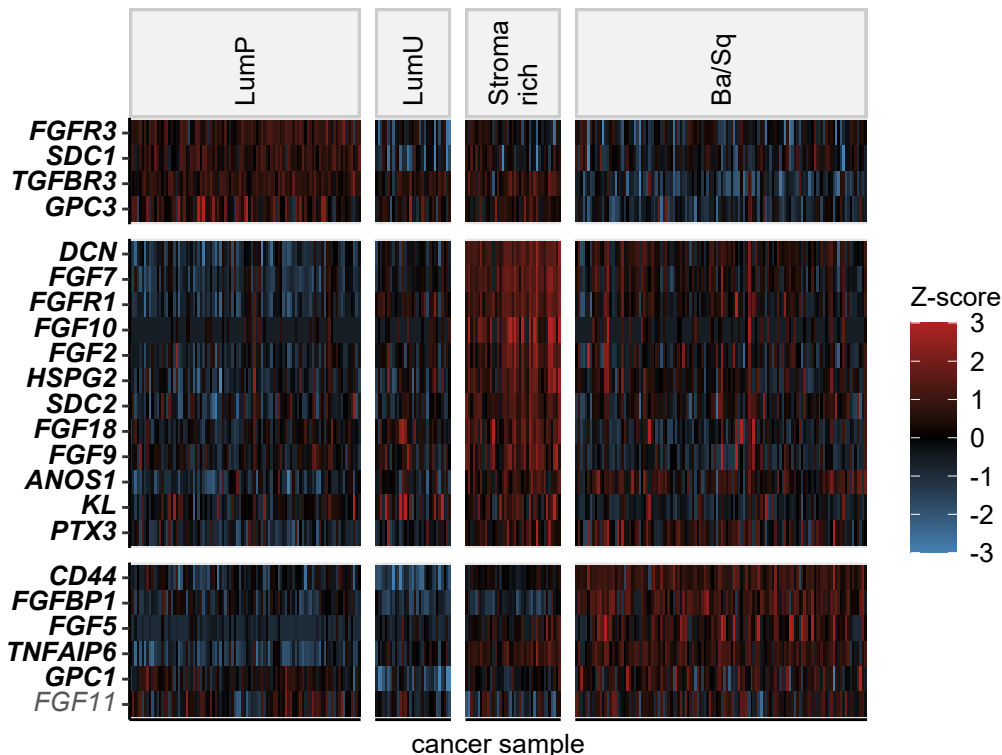 LumP
LumU
Stroma
rich
Ba/Sq
FGFR3
SDC1
TGFBR3
GPC3
DCN
FGF7
FGFR1
FGF10
FGF2
HSPG2
SDC2
FGF18
FGF9
ANOS1
KL
PTX3
CD44
FGFBP1
FGF5
TNFAIP6
GPC1
FGF11
cancer sample
Z-score
3
2
1
0
-1
-2
-3